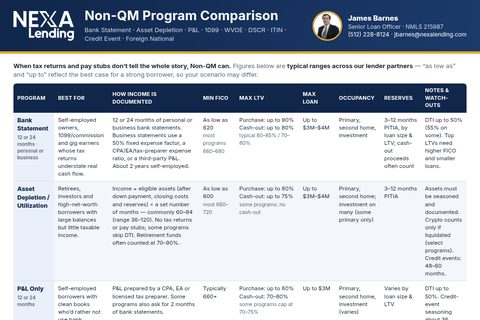 NEXA Lending
Non-QM Program Comparison
Bank Statement · Asset Depletion · P&L · 1099 · WVOE · DSCR · ITIN ·
Credit Event · Foreign National
James Barnes
Senior Loan Officer · NMLS 215987
(512) 228-8124 · jbarnes@nexalending.com
When tax returns and pay stubs don't tell the whole story, Non-QM can. Figures below are typical ranges across our lender partners — "as low as"
and "up to" reflect the best case for a strong borrower, so your scenario may differ.
PROGRAM
BEST FOR
HOW INCOME IS
DOCUMENTED
MIN FICO
MAX LTV
MAX
LOAN
OCCUPANCY
RESERVES
NOTES &
WATCH-
OUTS
Bank
Statement
12 or 24
months ·
personal or
business
Self-employed
owners,
1099/commission
and gig earners
whose tax
returns
understate real
cash flow.
12 or 24 months of personal or
business bank statements.
Business statements use a
50% fixed expense factor, a
CPA/EA/tax-preparer expense
ratio, or a third-party P&L.
About 2 years self-employed.
As low as
620
most
programs
660–680
Purchase: up to 90%
Cash-out: up to 80%
typical 80–85% / 70–
80%
Up to
$3M–$4M
Primary,
second home,
investment
3–12 months
PITIA, by
loan size &
LTV; cash-
out
proceeds
often count
DTI up to 50%
(55% on
some). Top
LTVs need
higher FICO
and smaller
loans.
Asset
Depletion /
Utilization
Retirees,
investors and
high-net-worth
borrowers with
large balances
but little taxable
income.
Income = eligible assets (after
down payment, closing costs
and reserves) ÷ a set number
of months — commonly 60–84
(range 36–120). No tax returns
or pay stubs; some programs
skip DTI. Retirement funds
often counted at 70–90%.
As low as
600
most 660–
720
Purchase: up to 80%
Cash-out: up to 75%
some programs: no
cash-out
Up to
$3M–$4M
Primary,
second home;
investment on
many (some
primary only)
3–12 months
PITIA
Assets must
be seasoned
and
documented.
Crypto counts
only if
liquidated
(select
programs).
Credit events:
48–60
months.
P&L Only
12 or 24
months
Self-employed
borrowers with
clean books
who'd rather not
use bank
P&L prepared by a CPA, EA or
licensed tax preparer. Some
programs also ask for 2 months
of bank statements.
Typically
660+
Purchase: up to 80%
Cash-out: 70–80%
some programs cap at
70–75%
Up to $3M
Primary,
second home,
investment
(varies)
Varies by
loan size &
LTV
DTI up to
50%. Credit-
event
seasoning
about 36